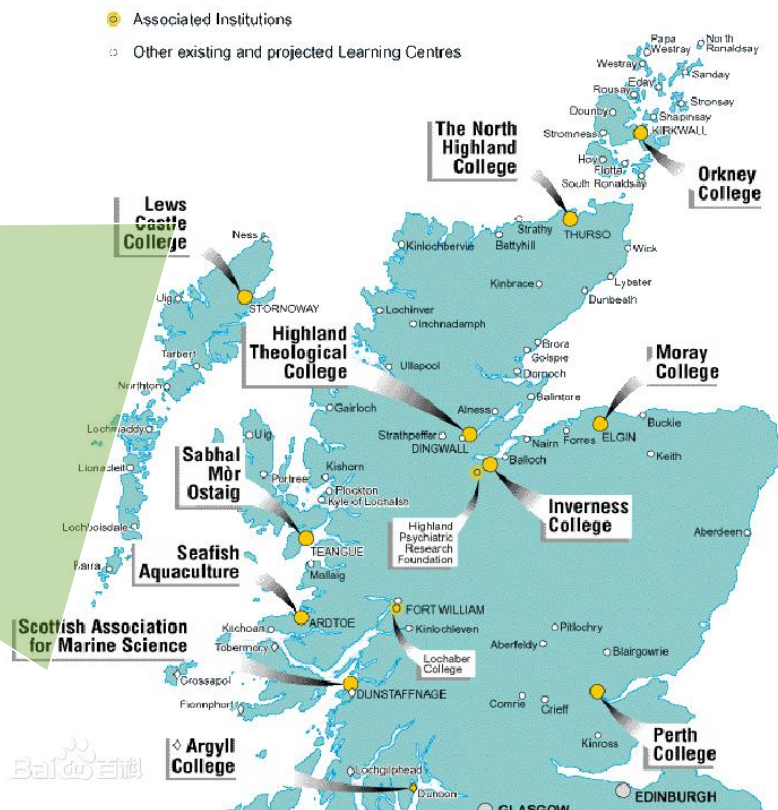 Associated Institutions
Other existing and projected Learning Centres
Papa
Westray
North
Ronaldsay
Westray
Eday
Sanday
Rousay
Stronsay
Dounby
Shapinsay
Stromness
KIRKWALL
Hoy
Flotta
South Ronaldsay
Orkney
College
The North
Highland
College
Lews
Castle
College
Ness
Strathy
THURSO
Bettyhill
Kinlochbervie
Wick
Kinbrace
Lybster
Dunbeath
Uig
STORNOWAY
Lochinver
Inchnadamph
Highland
Theological
College
Brora
Golspie
Dornoch
Tarbert
Ullapool
Moray
College
Northton
Balintore
Gairloch
Alness
Buckie
Lochmaddy
Uig
Strathpeffer
DINGWALL
Nairn
Forres
ELGIN
Keith
Balloch
Lionacleit
Portree
Kishorn
Sabhal
Mòr
Ostaig
Plockton
Kyle of Lochalsh
Inverness
College
Highland
Psychiatric
Research
Foundation
Lochboisdale
Aberdeen
TEANGUE
Seafish
Aquaculture
Barra
Mallaig
FORT WILLIAM
ARDTOE
Kinlochleven
Scottish Association
for Marine Science
Kilchoan
Tobermory
Pitlochry
Aberfeldy
Blairgowrie
Lochaber
College
Crossapol
DUNSTAFFNAGE
Fionnphort
Comrie
Crieff
Kinross
Perth
College
Argyll
College
Lochgilphead
Dunoon
EDINBURGH
GLASGOW
Bai百科